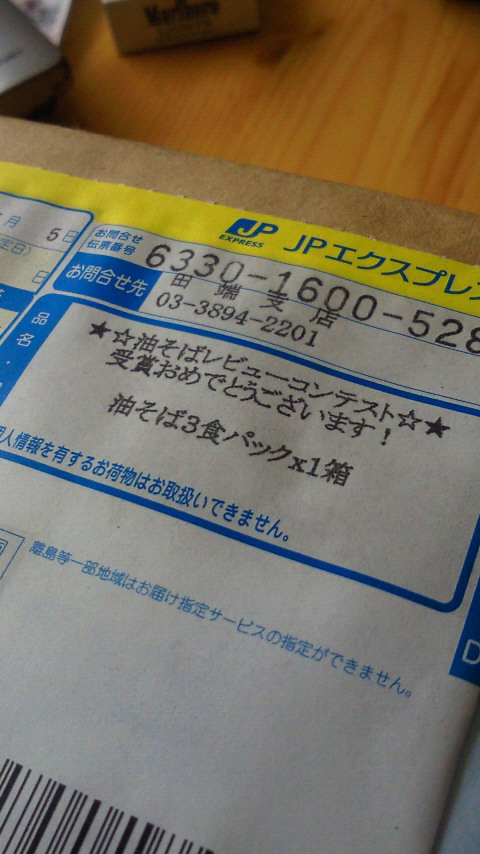 Marlboro
JP
EXPRESS
JPエクスプレス
月
5日
定日)
日
お問合せ
伝票番号
6330-1600-528
お問合せ先
田端支店
03-3894-2201
品名
★☆油そばレビューコンテスト☆★
受賞おめでとうございます!
油そば3食パックx1箱
個人情報を有するお荷物はお取扱いできません。
離島等一部地域はお届け指定サービスの指定ができません。
D